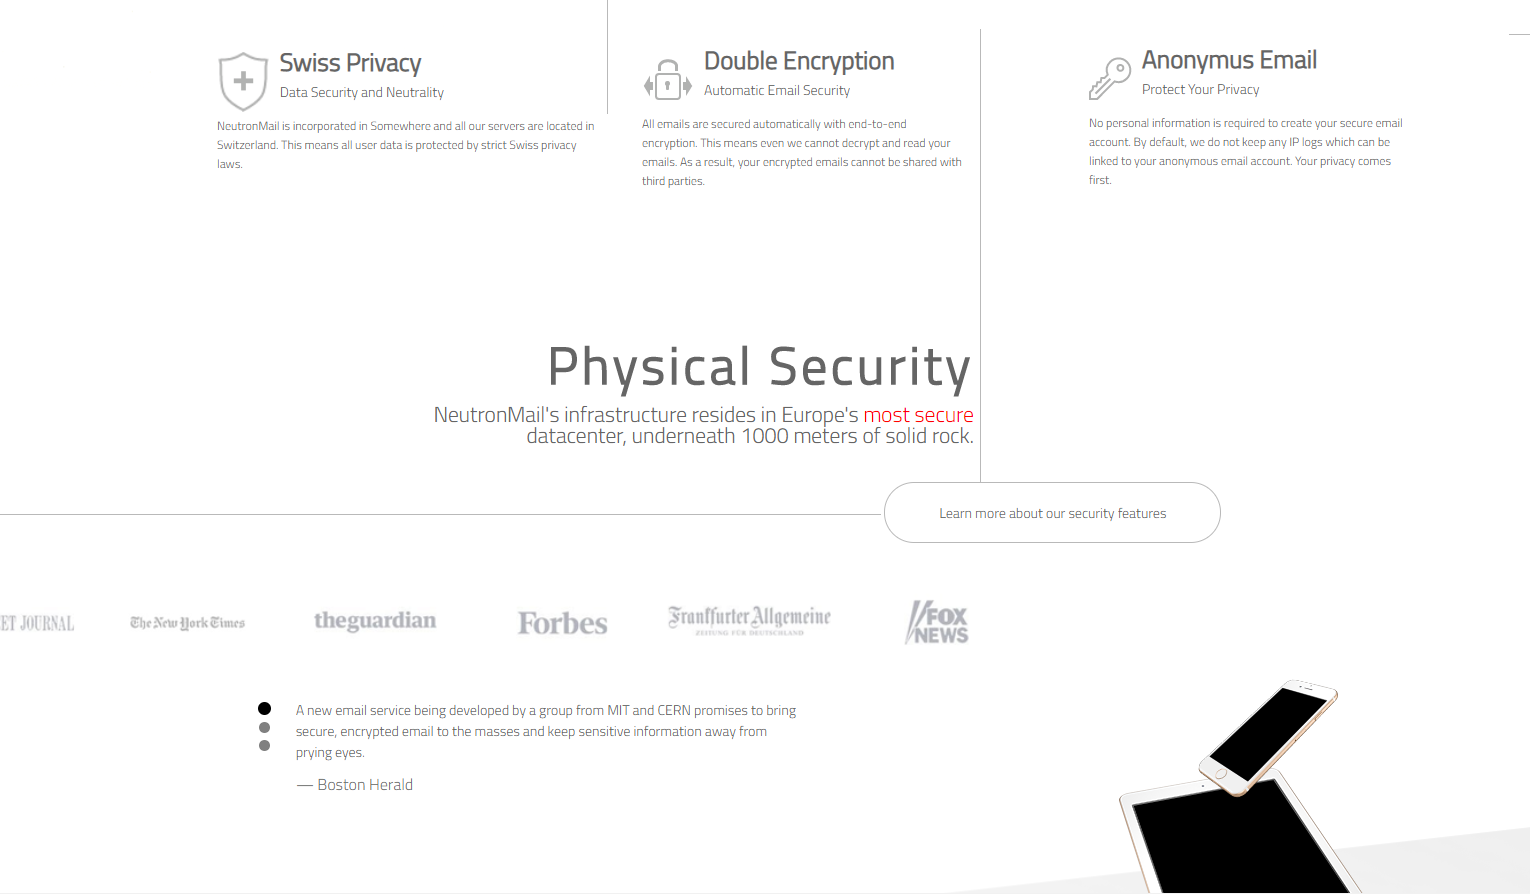 Swiss Privacy
Data Security and Neutrality
NeutronMail is incorporated in Somewhere and all our servers are located in
Switzerland. This means all user data is protected by strict Swiss privacy
laws.
Double Encryption
Automatic Email Security
All emails are secured automatically with end-to-end
encryption. This means even we cannot decrypt and read your
emails. As a result, your encrypted emails cannot be shared with
third parties.
Anonymus Email
Protect Your Privacy
No personal information is required to create your secure email
account. By default, we do not keep any IP logs which can be
linked to your anonymous email account. Your privacy comes
first.
Physical Security
NeutronMail's infrastructure resides in Europe's most secure
datacenter, underneath 1000 meters of solid rock.
Learn more about our security features
ET JOURNAL
The New York Times
theguardian
Forbes
Frankfurter Allgemeine
ZEITUNG FÜR DEUTSCHLAND
FOX
NEWS
A new email service being developed by a group from MIT and CERN promises to bring
secure, encrypted email to the masses and keep sensitive information away from
prying eyes.
— Boston Herald